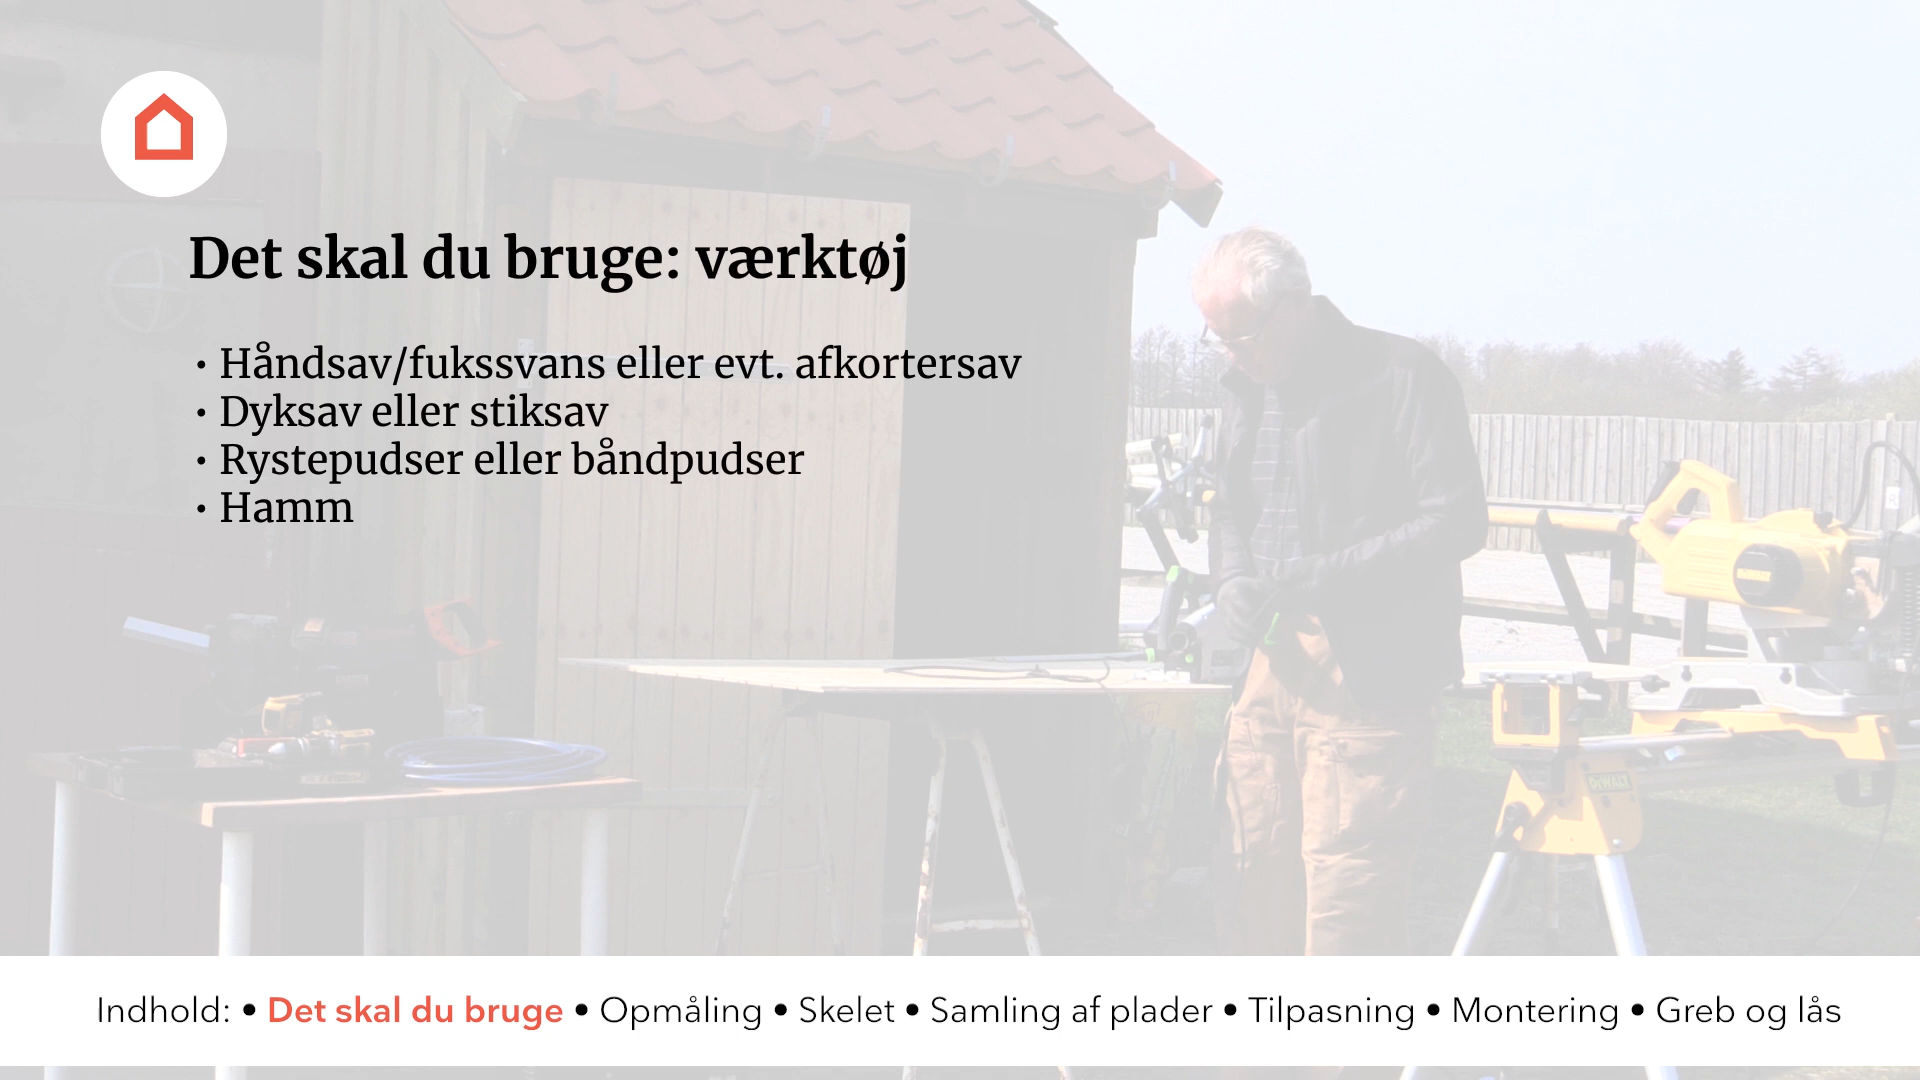 Det skal du bruge: værktøj
• Håndsav/fukssvans eller evt. afkortersav
• Dyksav eller stiksav
• Rystepudser eller båndpudser
• Hamm
DEWALT
Indhold: • Det skal du bruge • Opmåling • Skelet • Samling af plader • Tilpasning • Montering • Greb og lås